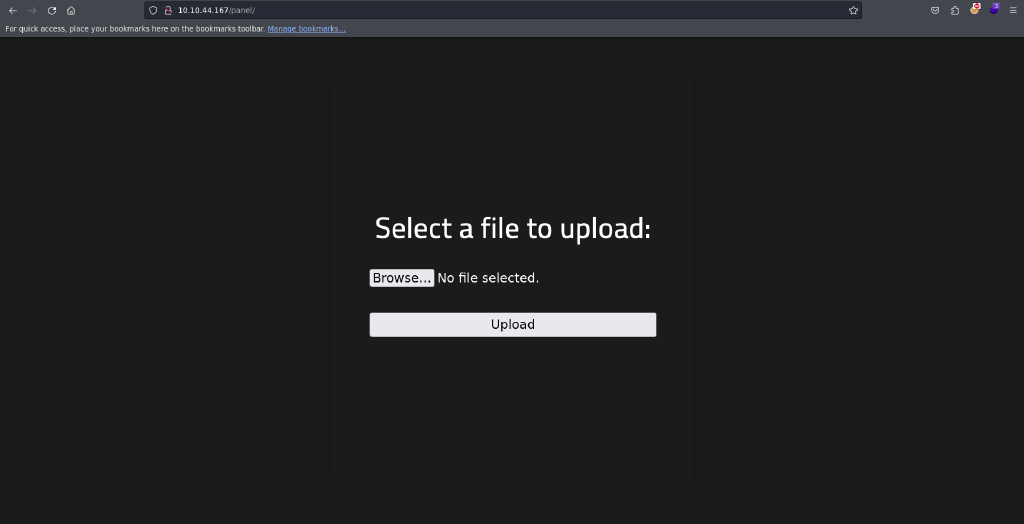 10.10.44.167/panel/
For quick access, place your bookmarks here on the bookmarks toolbar. Manage bookmarks...
Select a file to upload:
Browse... No file selected.
Upload